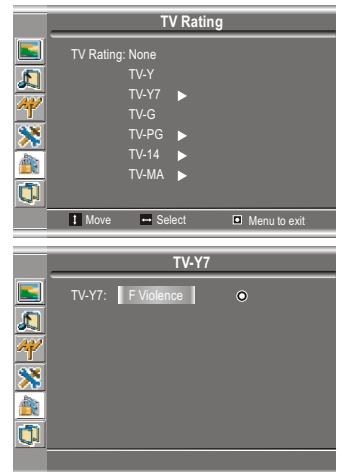 TV Rating
TV Rating: None
TV-Y
TV-Y7
TV-G
TV-PG
TV-14
TV-MA
Move Select Menu to exit
TV-Y7
TV-Y7: F Violence